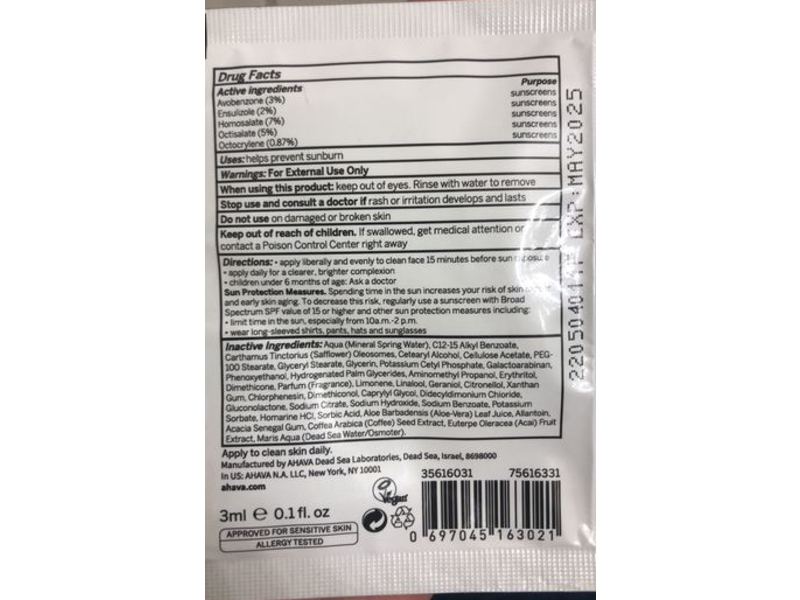 Drug Facts
Active ingredients Purpose
Avobenzone (3%) sunscreens
Ensulizole (2%) sunscreens
Homosalate (7%) sunscreens
Octisalate (5%) sunscreens
Octocrylene (0.87%) sunscreens
Uses: helps prevent sunburn
Warnings: For External Use Only
When using this product: keep out of eyes. Rinse with water to remove
Stop use and consult a doctor if rash or irritation develops and lasts
Do not use on damaged or broken skin
Keep out of reach of children. If swallowed, get medical attention or
contact a Poison Control Center right away
Directions: • apply liberally and evenly to clean face 15 minutes before sun exposure
• apply daily for a clearer, brighter complexion
• children under 6 months of age: Ask a doctor
Sun Protection Measures. Spending time in the sun increases your risk of skin
and early skin aging. To decrease this risk, regularly use a sunscreen with Broad
Spectrum SPF value of 15 or higher and other sun protection measures including:
• limit time in the sun, especially from 10a.m.-2 p.m.
• wear long-sleeved shirts, pants, hats and sunglasses
Inactive Ingredients: Aqua (Mineral Spring Water), C12-15 Alkyl Benzoate,
Carthamus Tinctorius (Safflower) Oleosomes, Cetearyl Alcohol, Cellulose Acetate, PEG-
100 Stearate, Glyceryl Stearate, Glycerin, Potassium Cetyl Phosphate, Galactoarabinan,
Phenoxyethanol, Hydrogenated Palm Glycerides, Aminomethyl Propanol, Erythritol,
Dimethicone, Parfum (Fragrance), Limonene, Linalool, Geraniol, Citronellol, Xanthan
Gum, Chlorphenesin, Dimethiconol, Caprylyl Glycol, Didecyldimonium Chloride,
Gluconolactone, Sodium Citrate, Sodium Hydroxide, Sodium Benzoate, Potassium
Sorbate, Homarine HCl, Sorbic Acid, Aloe Barbadensis (Aloe-Vera) Leaf Juice, Allantoin,
Acacia Senegal Gum, Coffea Arabica (Coffee) Seed Extract, Euterpe Oleracea (Acai) Fruit
Extract, Maris Aqua (Dead Sea Water/Osmoter).
Apply to clean skin daily.
Manufactured by AHAVA Dead Sea Laboratories, Dead Sea, Israel, 8698000
In US: AHAVA N.A. LLC, New York, NY 10001
ahava.com
35616031 75616331
Vegan
3ml e 0.1 fl. oz
APPROVED FOR SENSITIVE SKIN
ALLERGY TESTED
0 697045 163021
EXP:MAY2025